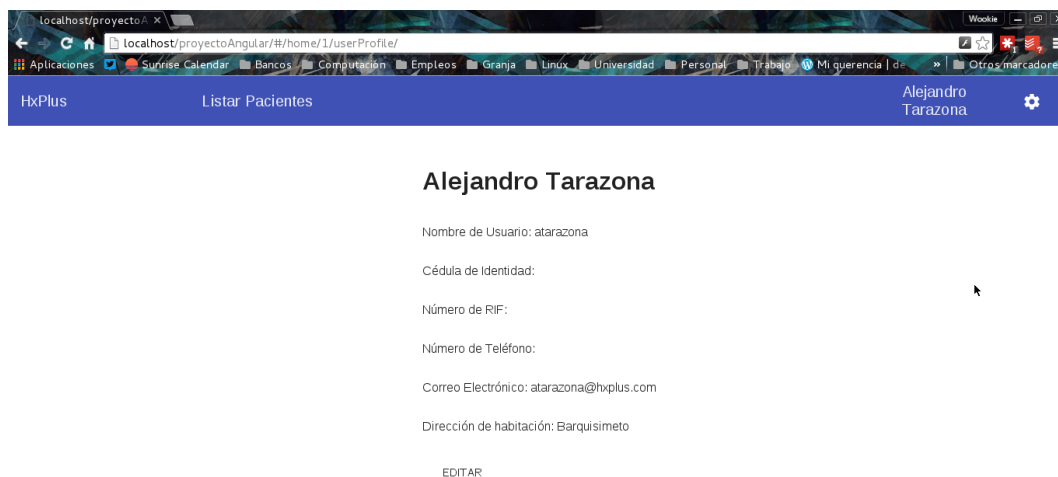 localhost/proyectoA
Wookie
localhost/proyectoAngular/#/home/1/userProfile/
Aplicaciones Sunrise Calendar Bancos Computación Empleos Granja Linux Universidad Personal Trabajo Mi querencia | de » Otros marcadore
HxPlus Listar Pacientes Alejandro
Tarazona
Alejandro Tarazona
Nombre de Usuario: atarazona
Cédula de Identidad:
Número de RIF:
Número de Teléfono:
Correo Electrónico: atarazona@hxplus.com
Dirección de habitación: Barquisimeto
EDITAR